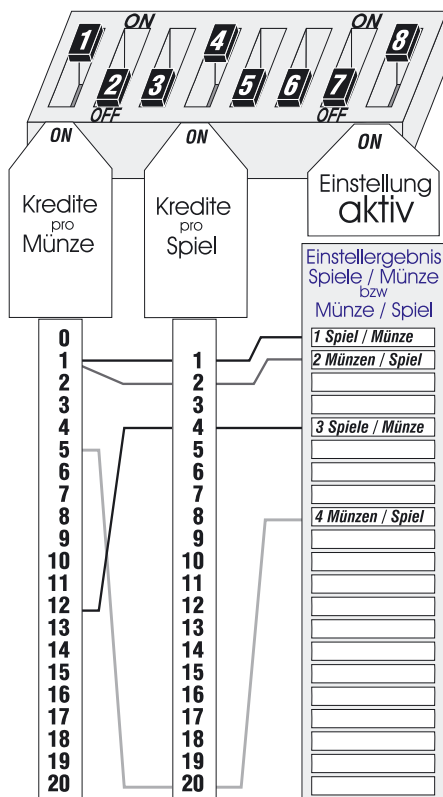 ON ON
1 2 3 4 5 6 7 8
OFF OFF
ON ON ON
Kredite
pro
Münze
Kredite
pro
Spiel
Einstellung
aktiv
Einstellergebnis
Spiele / Münze
bzw
Münze / Spiel
0 1 Spiel / Münze
1 1 2 Münzen / Spiel
2 2
3 3
4 4 3 Spiele / Münze
5 5
6 6
7 7
8 8 4 Münzen / Spiel
9 9
10 10
11 11
12 12
13 13
14 14
15 15
16 16
17 17
18 18
19 19
20 20